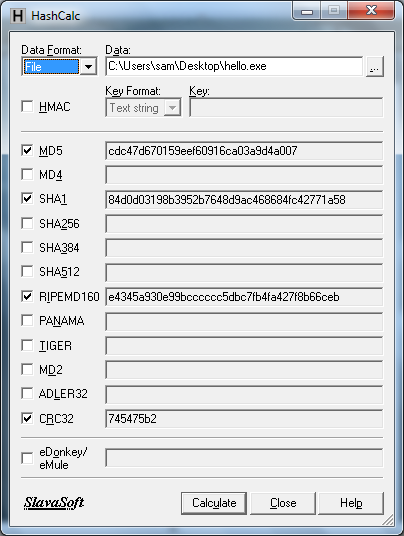 H HashCalc
Data Format: Data:
File C:\Users\sam\Desktop\hello.exe ...
HMAC Key Format: Key:
Text string
MD5 cdc47d670159eef60916ca03a9d4a007
MD4
SHA1 84d0d03198b3952b7648d9ac468684fc42771a58
SHA256
SHA384
SHA512
RIPEMD160 e4345a930e99bcccccc5dbc7fb4fa427f8b66ceb
PANAMA
TIGER
MD2
ADLER32
CRC32 745475b2
eDonkey/
eMule
SlavaSoft Calculate Close Help